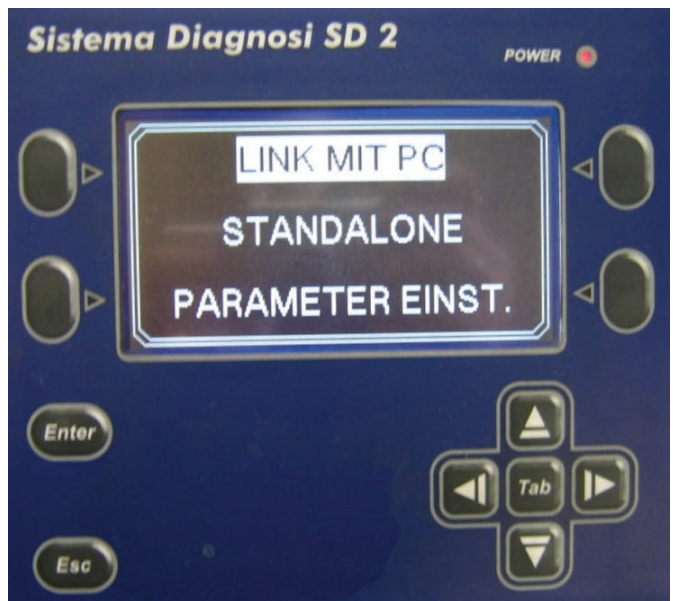 Sistema Diagnosi SD 2
POWER
LINK MIT PC
STANDALONE
PARAMETER EINST.
Enter
Tab
Esc